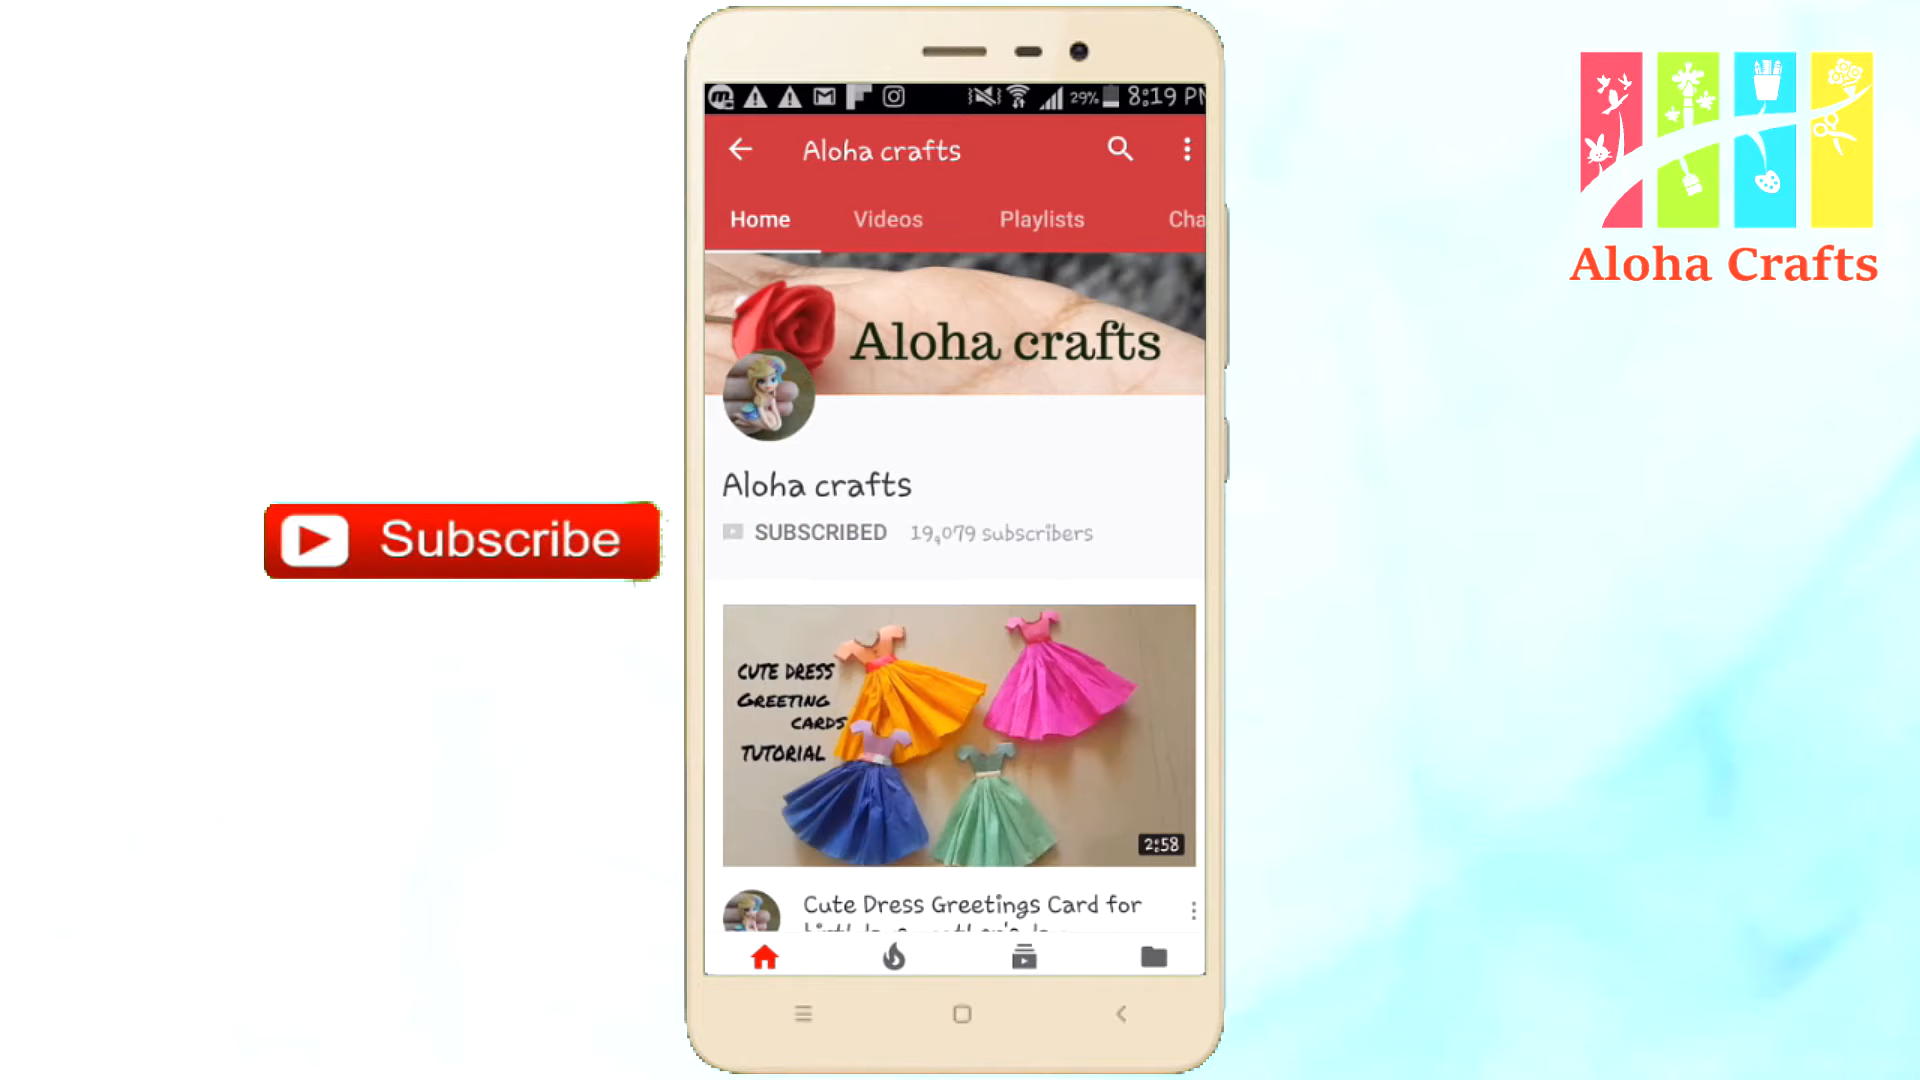 29% 8:19 PM
Aloha crafts
Home Videos Playlists Cha
Aloha crafts
Aloha crafts
SUBSCRIBED 19,079 subscribers
CUTE DRESS
GREETING
CARDS
TUTORIAL
2:58
Cute Dress Greetings Card for
Subscribe
Aloha Crafts